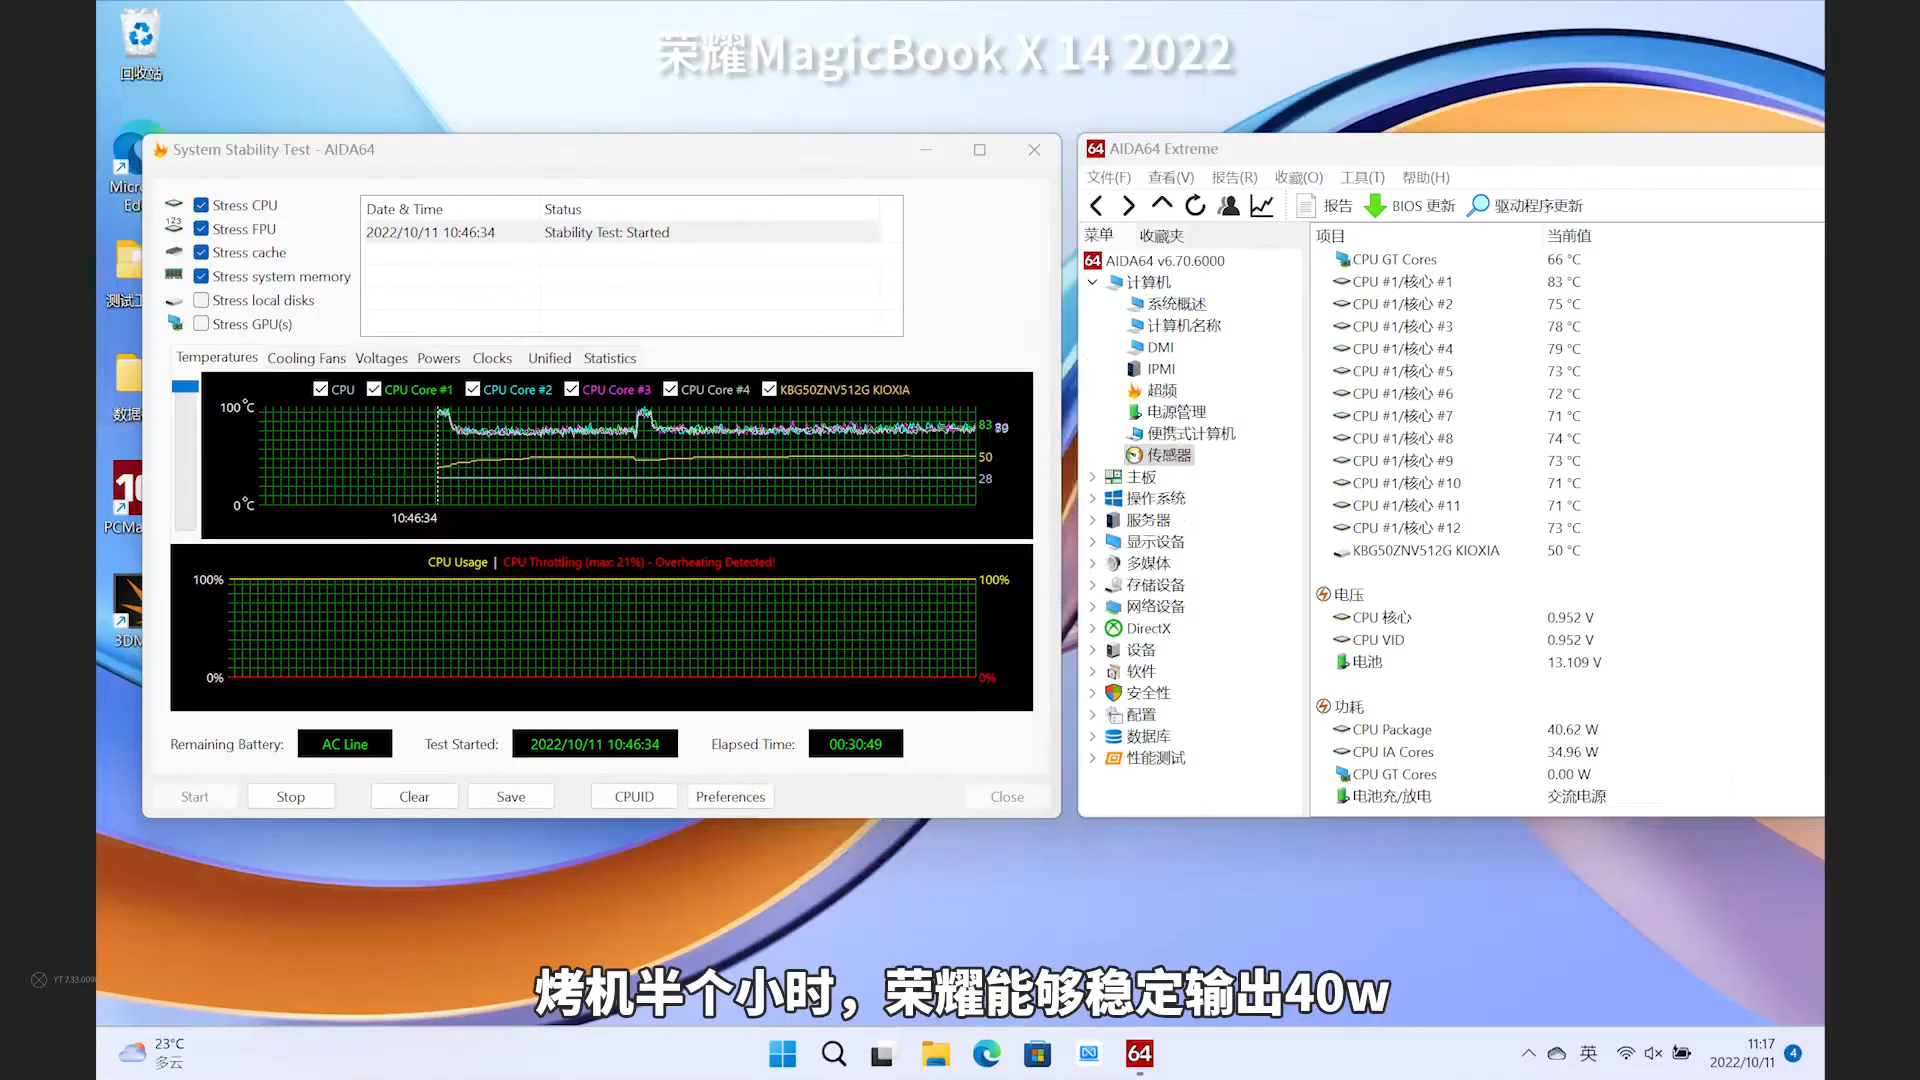 荣耀MagicBook X 14 2022
回收站
System Stability Test - AIDA64
Stress CPU
Stress FPU
Stress cache
Stress system memory
Stress local disks
Stress GPU(s)
Date & Time Status
2022/10/11 10:46:34 Stability Test: Started
Temperatures Cooling Fans Voltages Powers Clocks Unified Statistics
CPU CPU Core #1 CPU Core #2 CPU Core #3 CPU Core #4 KBG50ZNV512G KIOXIA
100°C
83
50
28
0°C
10:46:34
CPU Usage | CPU Throttling (max: 21%) - Overheating Detected!
100% 100%
0% 0%
Remaining Battery: AC Line Test Started: 2022/10/11 10:46:34 Elapsed Time: 00:30:49
Start Stop Clear Save CPUID Preferences Close
64 AIDA64 Extreme
文件(F) 查看(V) 报告(R) 收藏(O) 工具(T) 帮助(H)
报告 BIOS 更新 驱动程序更新
菜单 收藏夹
64 AIDA64 v6.70.6000
计算机
系统概述
计算机名称
DMI
IPMI
超频
电源管理
便携式计算机
传感器
主板
操作系统
服务器
显示设备
多媒体
存储设备
网络设备
DirectX
设备
软件
安全性
配置
数据库
性能测试
项目 当前值
CPU GT Cores 66 °C
CPU #1/核心 #1 83 °C
CPU #1/核心 #2 75 °C
CPU #1/核心 #3 78 °C
CPU #1/核心 #4 79 °C
CPU #1/核心 #5 73 °C
CPU #1/核心 #6 72 °C
CPU #1/核心 #7 71 °C
CPU #1/核心 #8 74 °C
CPU #1/核心 #9 73 °C
CPU #1/核心 #10 71 °C
CPU #1/核心 #11 71 °C
CPU #1/核心 #12 73 °C
KBG50ZNV512G KIOXIA 50 °C
电压
CPU 核心 0.952 V
CPU VID 0.952 V
电池 13.109 V
功耗
CPU Package 40.62 W
CPU IA Cores 34.96 W
CPU GT Cores 0.00 W
电池充/放电 交流电源
烤机半个小时，荣耀能够稳定输出40w
23°C
多云
64
英
11:17
2022/10/11
4